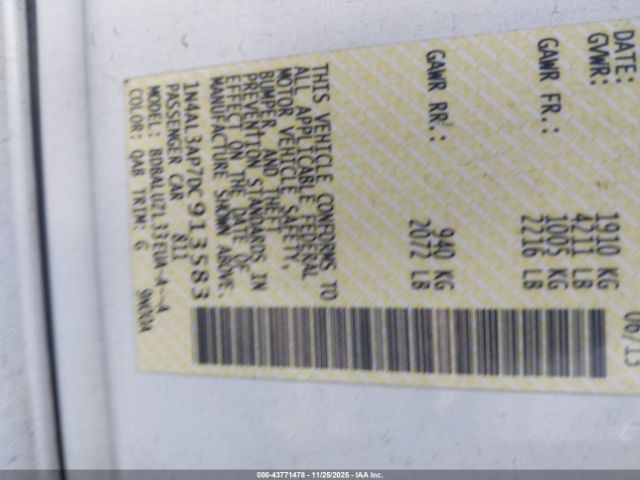 DATE: 06/13
GVWR: 1910 KG
4211 LB
GAWR FR.: 1005 KG
2216 LB
GAWR RR.: 940 KG
2072 LB
THIS VEHICLE CONFORMS TO
ALL APPLICABLE FEDERAL
MOTOR VEHICLE SAFETY,
BUMPER, AND THEFT
PREVENTION STANDARDS IN
EFFECT ON THE DATE OF
MANUFACTURE SHOWN ABOVE.
1N4AL3AP7DC913583
PASSENGER CAR 811
MODEL: BDBALUZL33EUA-A--A
COLOR: QAB TRIM: G 9N00A
000-43771478 - 11/25/2025 - IAA Inc.